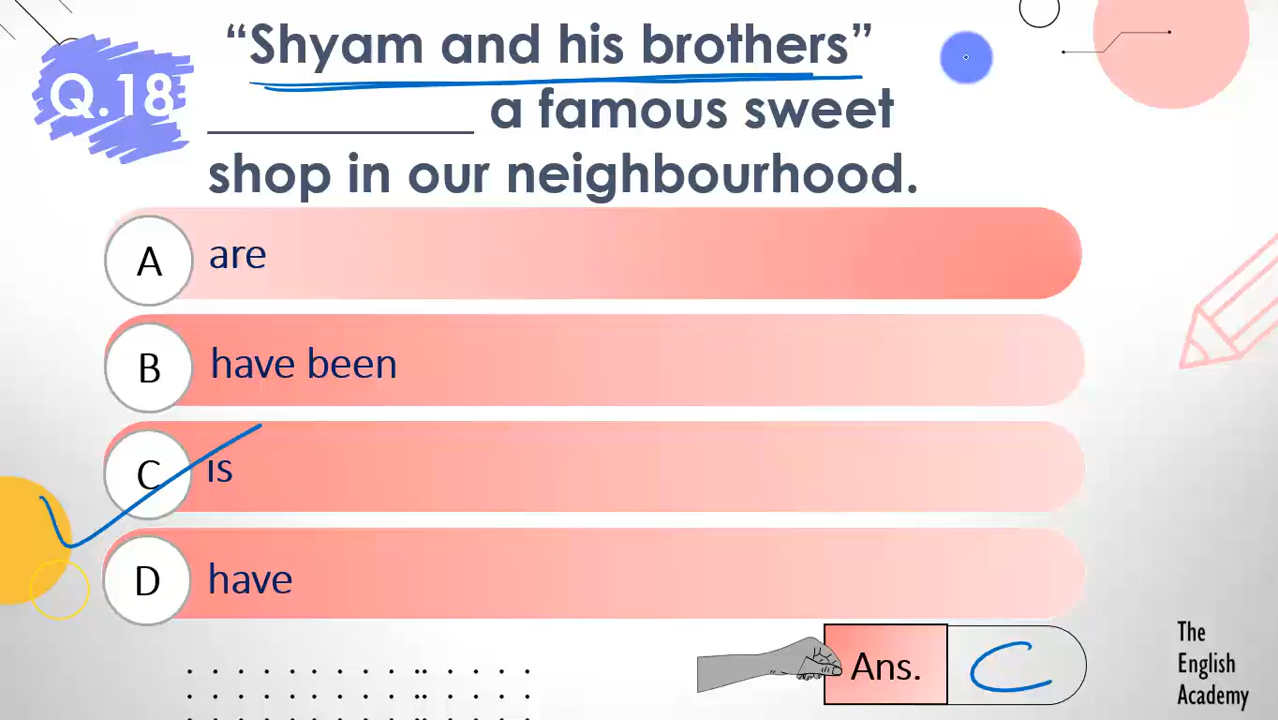 Q.18
“Shyam and his brothers”
____________ a famous sweet
shop in our neighbourhood.
A are
B have been
C is
D have
Ans. C
The
English
Academy